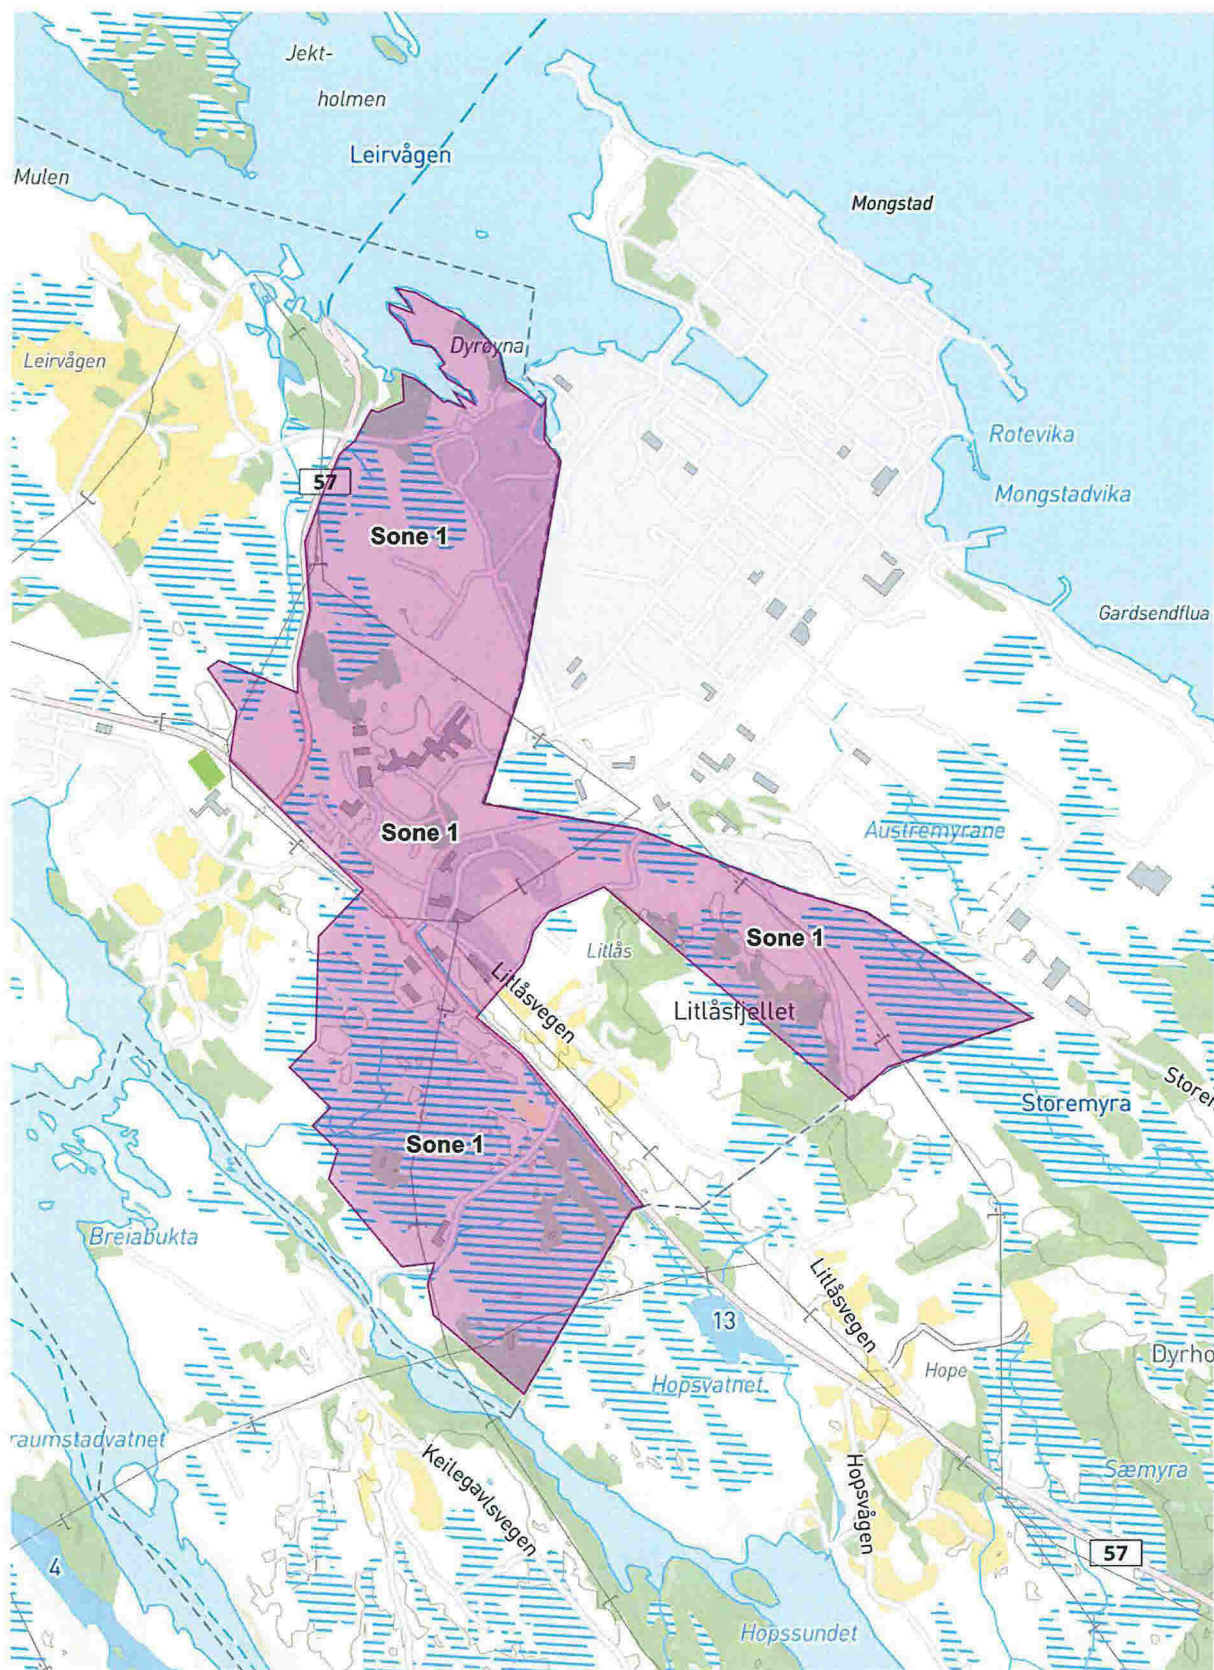 Jekt-
holmen
Leirvågen
Mulen
Mongstad
Dyrøyna
Leirvågen
Rotevika
57
Mongstadvika
Sone 1
Gardsendflua
Sone 1
Austremyrane
Litlås
Sone 1
Litlåsvegen
Litlåsfjellet
Storemyra
Sone 1
Breiabukta
Litlåsvegen
13
Hopsvatnet
Hope
Dyrho
raumstadvatnet
Keilegavlsvegen
Hopsvågen
Sæmyra
57
4
Hopssundet